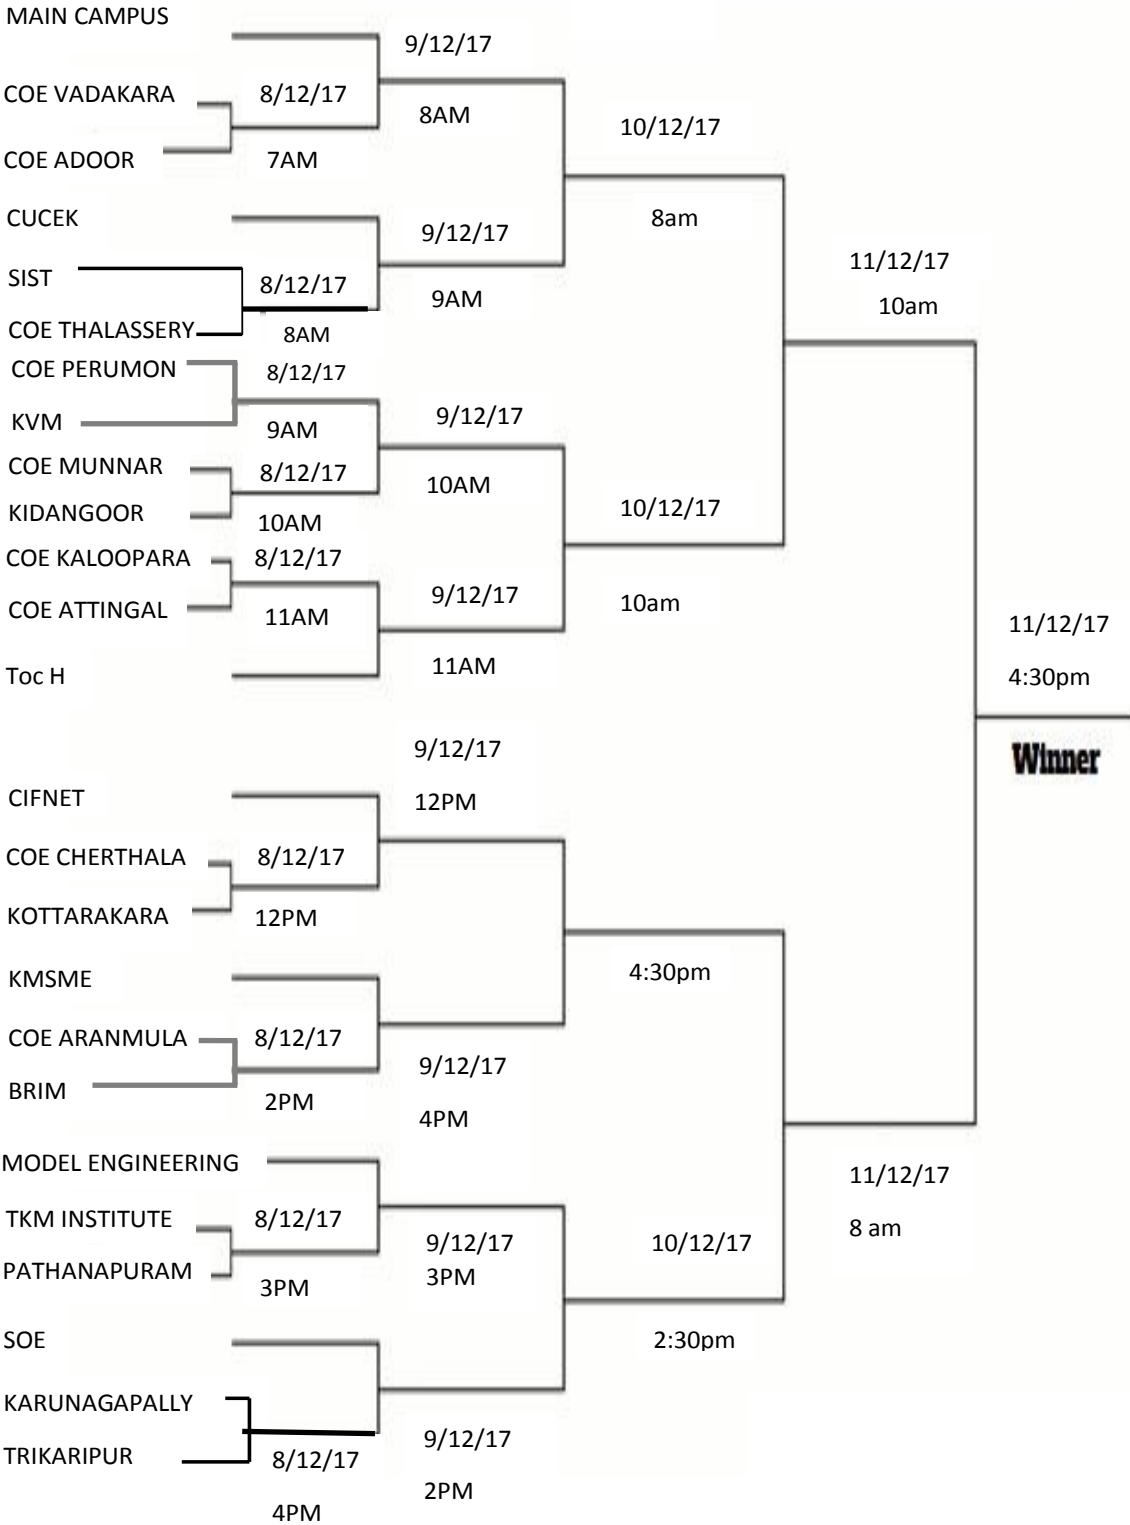 MAIN CAMPUS
9/12/17
COE VADAKARA
8/12/17
8AM
10/12/17
COE ADOOR
7AM
CUCEK
9/12/17
8am
11/12/17
SIST
8/12/17
9AM
10am
COE THALASSERY
8AM
COE PERUMON
8/12/17
KVM
9AM
9/12/17
COE MUNNAR
8/12/17
10AM
KIDANGOOR
10AM
10/12/17
COE KALOOPARA
8/12/17
COE ATTINGAL
11AM
9/12/17
10am
11/12/17
Toc H
11AM
4:30pm
9/12/17
Winner
CIFNET
12PM
COE CHERTHALA
8/12/17
KOTTARAKARA
12PM
KMSME
4:30pm
COE ARANMULA
8/12/17
9/12/17
BRIM
2PM
4PM
MODEL ENGINEERING
11/12/17
TKM INSTITUTE
8/12/17
9/12/17
10/12/17
8 am
PATHANAPURAM
3PM
3PM
SOE
2:30pm
KARUNAGAPALLY
9/12/17
TRIKARIPUR
8/12/17
2PM
4PM